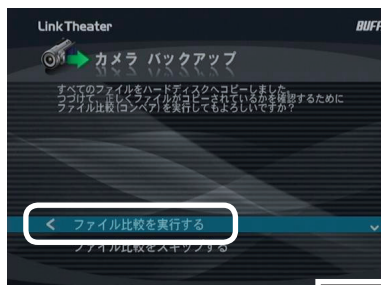 LinkTheater BUFF
カメラ バックアップ
すべてのファイルをハードディスクへコピーしました。
つづけて、正しくファイルがコピーされているかを確認するために
ファイル比較(コンペア)を実行してもよろしいですか?
ファイル比較を実行する
ファイル比較をスキップする